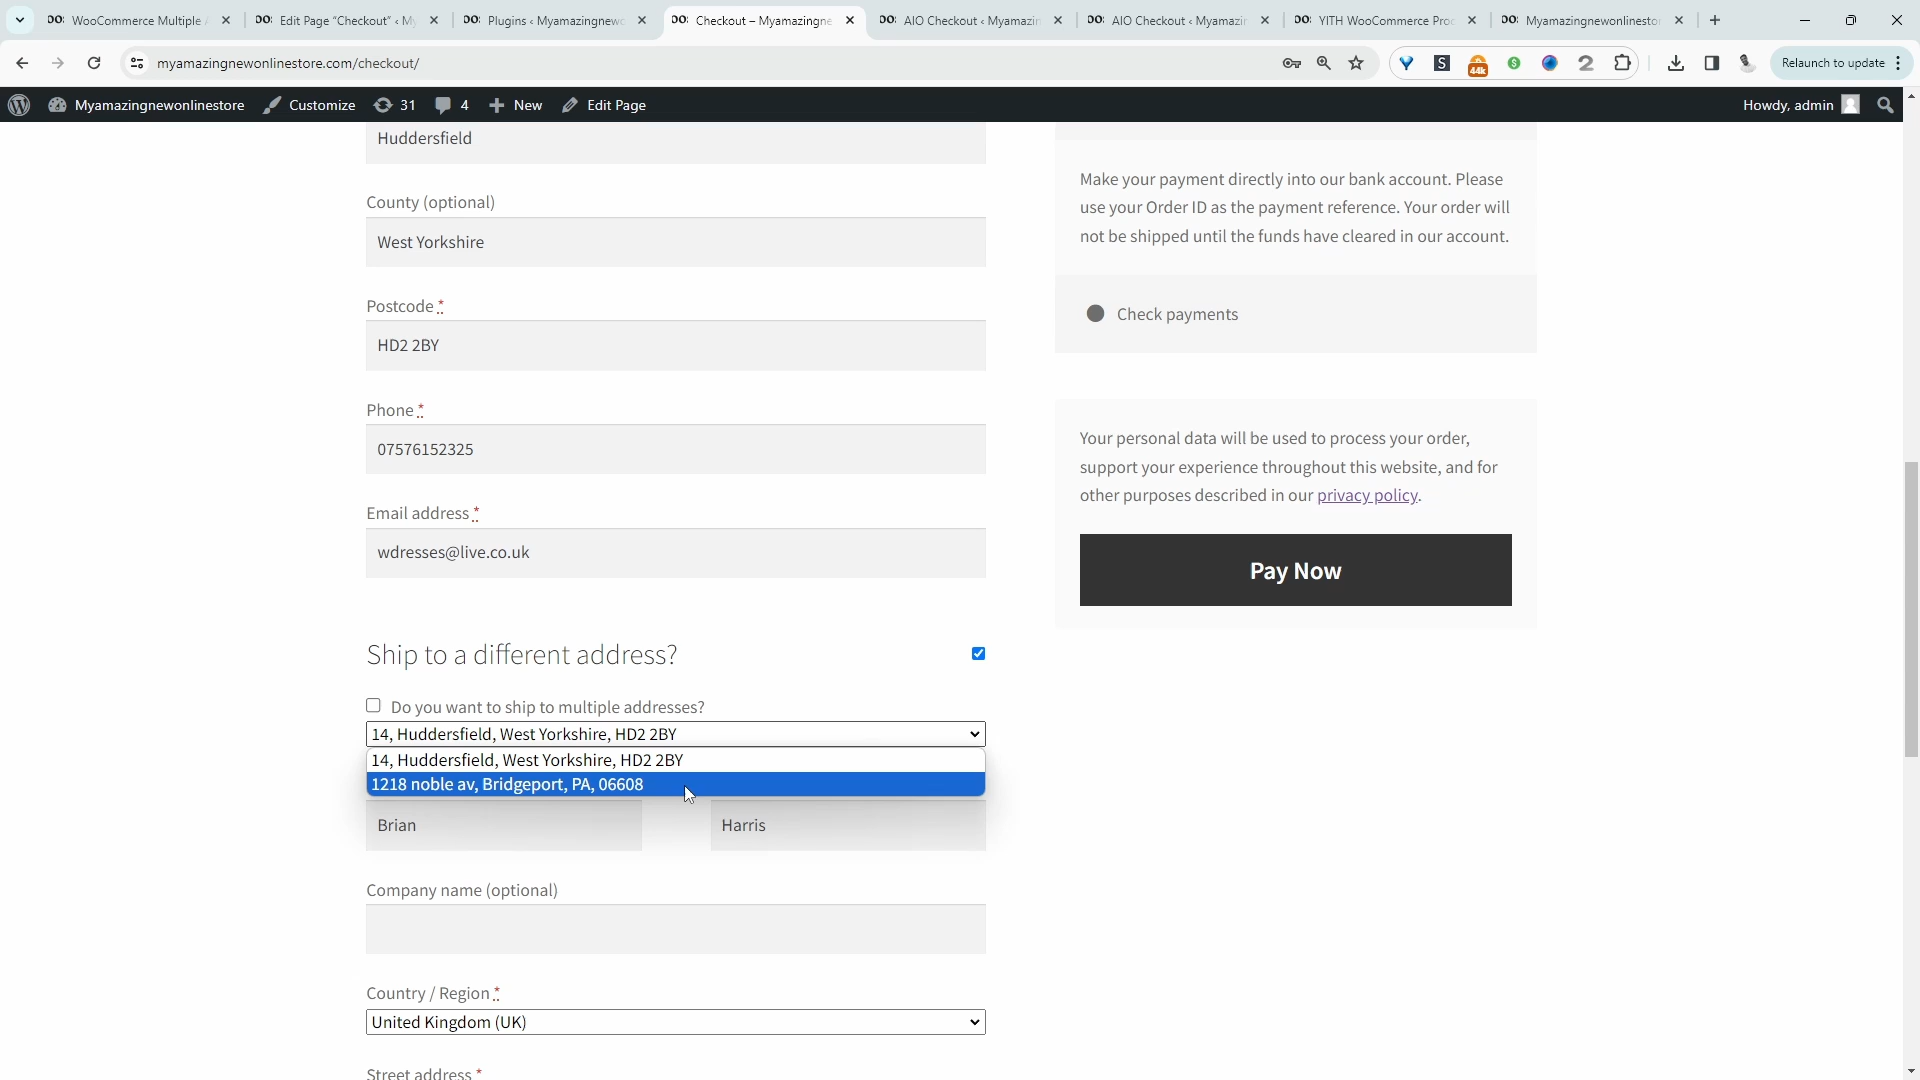 WooCommerce Multiple A
Edit Page "Checkout" ‹ M
Plugins ‹ Myamazingnew
Checkout – Myamazingne
AIO Checkout ‹ Myamazin
AIO Checkout ‹ Myamazin
YITH WooCommerce Proc
Myamazingnewonlinestor
myamazingnewonlinestore.com/checkout/
S
44k
Relaunch to update
Myamazingnewonlinestore
Customize
31
4
New
Edit Page
Howdy, admin
Huddersfield
County (optional)
West Yorkshire
Postcode *
HD2 2BY
Phone *
07576152325
Email address *
wdresses@live.co.uk
Ship to a different address?
Do you want to ship to multiple addresses?
14, Huddersfield, West Yorkshire, HD2 2BY
14, Huddersfield, West Yorkshire, HD2 2BY
1218 noble av, Bridgeport, PA, 06608
Brian
Harris
Company name (optional)
Country / Region *
United Kingdom (UK)
Street address *
Make your payment directly into our bank account. Please
use your Order ID as the payment reference. Your order will
not be shipped until the funds have cleared in our account.
Check payments
Your personal data will be used to process your order,
support your experience throughout this website, and for
other purposes described in our privacy policy.
Pay Now